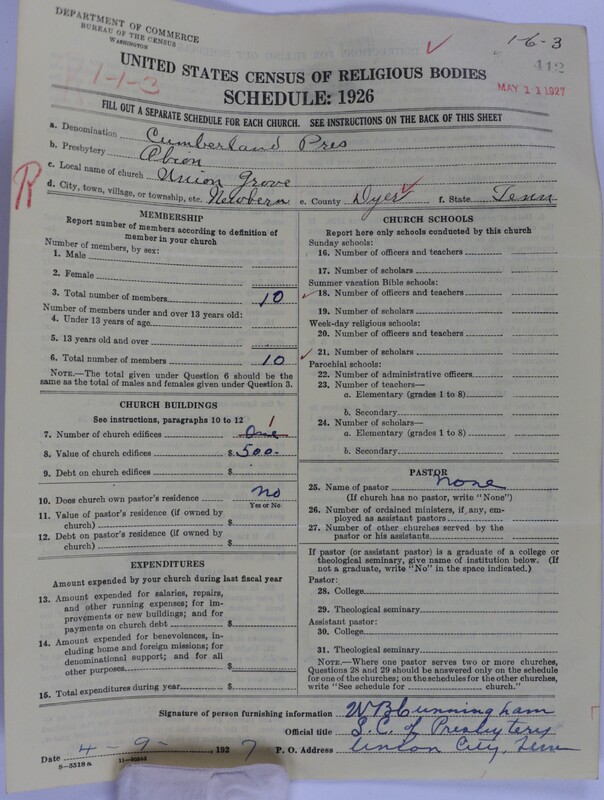 DEPARTMENT OF COMMERCE
BUREAU OF THE CENSUS
WASHINGTON
1-6-3
412
1-1-3
MAY 11 1927
UNITED STATES CENSUS OF RELIGIOUS BODIES
SCHEDULE: 1926
FILL OUT A SEPARATE SCHEDULE FOR EACH CHURCH. SEE INSTRUCTIONS ON THE BACK OF THIS SHEET
a. Denomination Cumberland Pres
b. Presbytery Obion
c. Local name of church Union Grove
d. City, town, village, or township, etc. Newbern e. County Dyer f. State Tenn
R
MEMBERSHIP
Report number of members according to definition of
member in your church
Number of members, by sex:
1. Male
2. Female
3. Total number of members 10
Number of members under and over 13 years old:
4. Under 13 years of age
5. 13 years old and over
6. Total number of members 10
NOTE.—The total given under Question 6 should be
same as the total of males and females given under Question 3.
CHURCH BUILDINGS
See instructions, paragraphs 10 to 12
7. Number of church edifices One 1
8. Value of church edifices $ 500-
9. Debt on church edifices $
10. Does church own pastor's residence No
Yes or No
11. Value of pastor's residence (if owned by
church) $
12. Debt on pastor's residence (if owned by
church) $
EXPENDITURES
Amount expended by your church during last fiscal year
13. Amount expended for salaries, repairs,
and other running expenses; for im-
provements or new buildings; and for
payments on church debt $
14. Amount expended for benevolences, in-
cluding home and foreign missions; for
denominational support; and for all
other purposes $
15. Total expenditures during year $
CHURCH SCHOOLS
Report here only schools conducted by this church
Sunday schools:
16. Number of officers and teachers
17. Number of scholars
Summer vacation Bible schools:
18. Number of officers and teachers
19. Number of scholars
Week-day religious schools:
20. Number of officers and teachers
21. Number of scholars
Parochial schools:
22. Number of administrative officers
23. Number of teachers—
a. Elementary (grades 1 to 8)
b. Secondary
24. Number of scholars—
a. Elementary (grades 1 to 8)
b. Secondary
PASTOR
25. Name of pastor None
(If church has no pastor, write "None")
26. Number of ordained ministers, if any, em-
ployed as assistant pastors
27. Number of other churches served by the
pastor or his assistants
If pastor (or assistant pastor) is a graduate of a college or
theological seminary, give name of institution below. (If
not a graduate, write "No" in the space indicated.)
Pastor:
28. College
29. Theological seminary
Assistant pastor:
30. College
31. Theological seminary
NOTE.—Where one pastor serves two or more churches,
Questions 28 and 29 should be answered only on the schedule
for one of the churches; on the schedules for the other churches,
write "See schedule for church."
Signature of person furnishing information W B Cunningham
Official title S.C. of Presbytery
Date 4-9-, 1927 P. O. Address Union City, Tenn
8-5518a